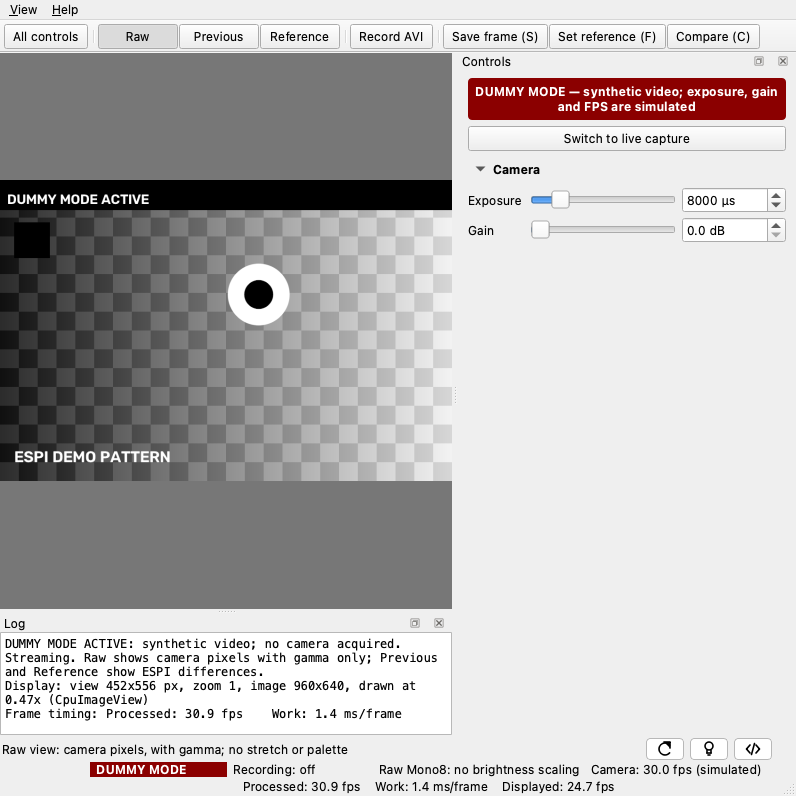 View Help
All controls Raw Previous Reference Record AVI Save frame (S) Set reference (F) Compare (C)
Controls
DUMMY MODE — synthetic video; exposure, gain
and FPS are simulated
Switch to live capture
Camera
Exposure 8000 µs
Gain 0.0 dB
DUMMY MODE ACTIVE
ESPI DEMO PATTERN
Log
DUMMY MODE ACTIVE: synthetic video; no camera acquired.
Streaming. Raw shows camera pixels with gamma only; Previous
and Reference show ESPI differences.
Display: view 452x556 px, zoom 1, image 960x640, drawn at
0.47x (CpuImageView)
Frame timing: Processed: 30.9 fps Work: 1.4 ms/frame
Raw view: camera pixels, with gamma; no stretch or palette
DUMMY MODE Recording: off Raw Mono8: no brightness scaling Camera: 30.0 fps (simulated)
Processed: 30.9 fps Work: 1.4 ms/frame Displayed: 24.7 fps